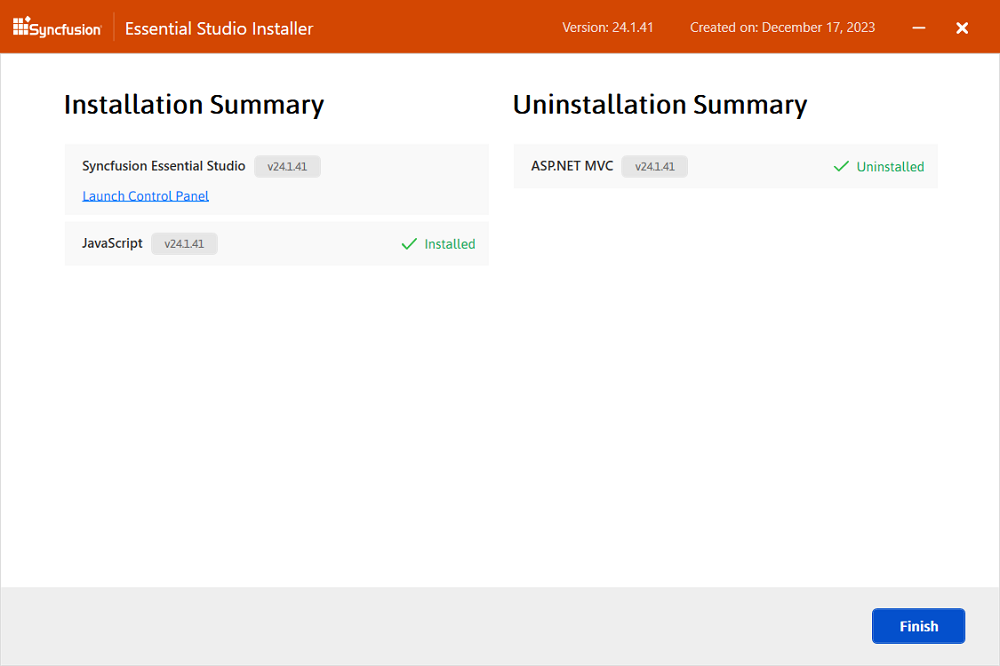 Syncfusion Essential Studio Installer Version: 24.1.41 Created on: December 17, 2023
Installation Summary
Syncfusion Essential Studio v24.1.41
Launch Control Panel
JavaScript v24.1.41 Installed
Uninstallation Summary
ASP.NET MVC v24.1.41 Uninstalled
Finish